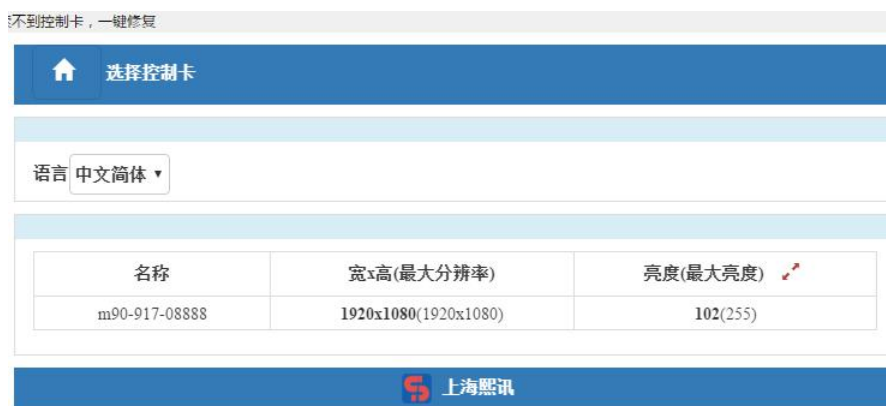 不到控制卡，一键修复
选择控制卡
语言 中文简体
名称 宽x高(最大分辨率) 亮度(最大亮度)
m90-917-08888 1920x1080(1920x1080) 102(255)
上海熙讯